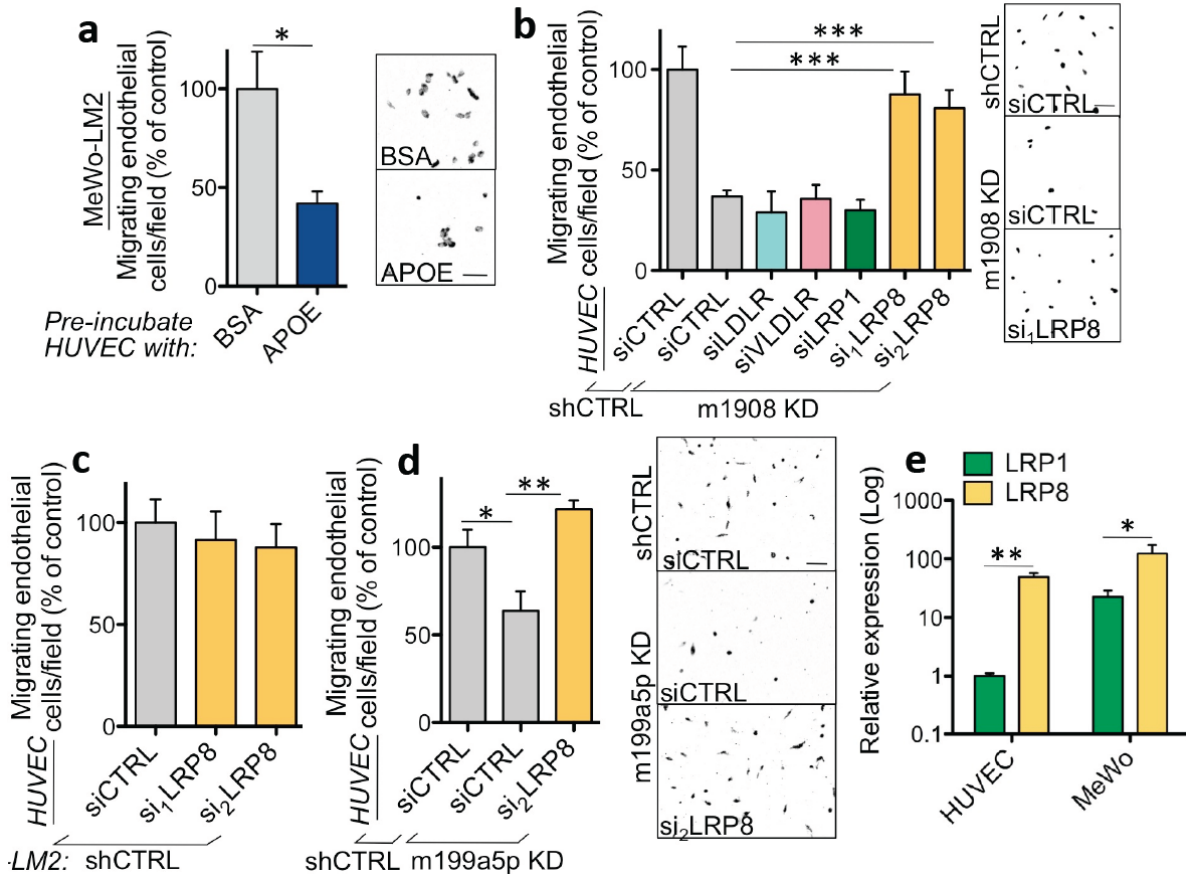 a
MeWo-LM2
Migrating endothelial
cells/field (% of control)
100
50
0
*
BSA
APOE
Pre-incubate
HUVEC with:
BSA
APOE
b
HUVEC
Migrating endothelial
cells/field (% of control)
100
50
0
***
***
siCTRL
siCTRL
siLDLR
siVLDLR
siLRP1
si1LRP8
si2LRP8
shCTRL
m1908 KD
shCTRL
siCTRL
m1908 KD
siCTRL
si1LRP8
c
HUVEC
Migrating endothelial
cells/field (% of control)
100
50
0
siCTRL
si1LRP8
si2LRP8
-LM2: shCTRL
d
HUVEC
Migrating endothelial
cells/field (% of control)
100
50
0
*
**
siCTRL
siCTRL
si2LRP8
shCTRL
m199a5p KD
shCTRL
siCTRL
m199a5p KD
siCTRL
si2LRP8
e
LRP1
LRP8
Relative expression (Log)
1000
100
10
1
0.1
**
*
HUVEC
MeWo